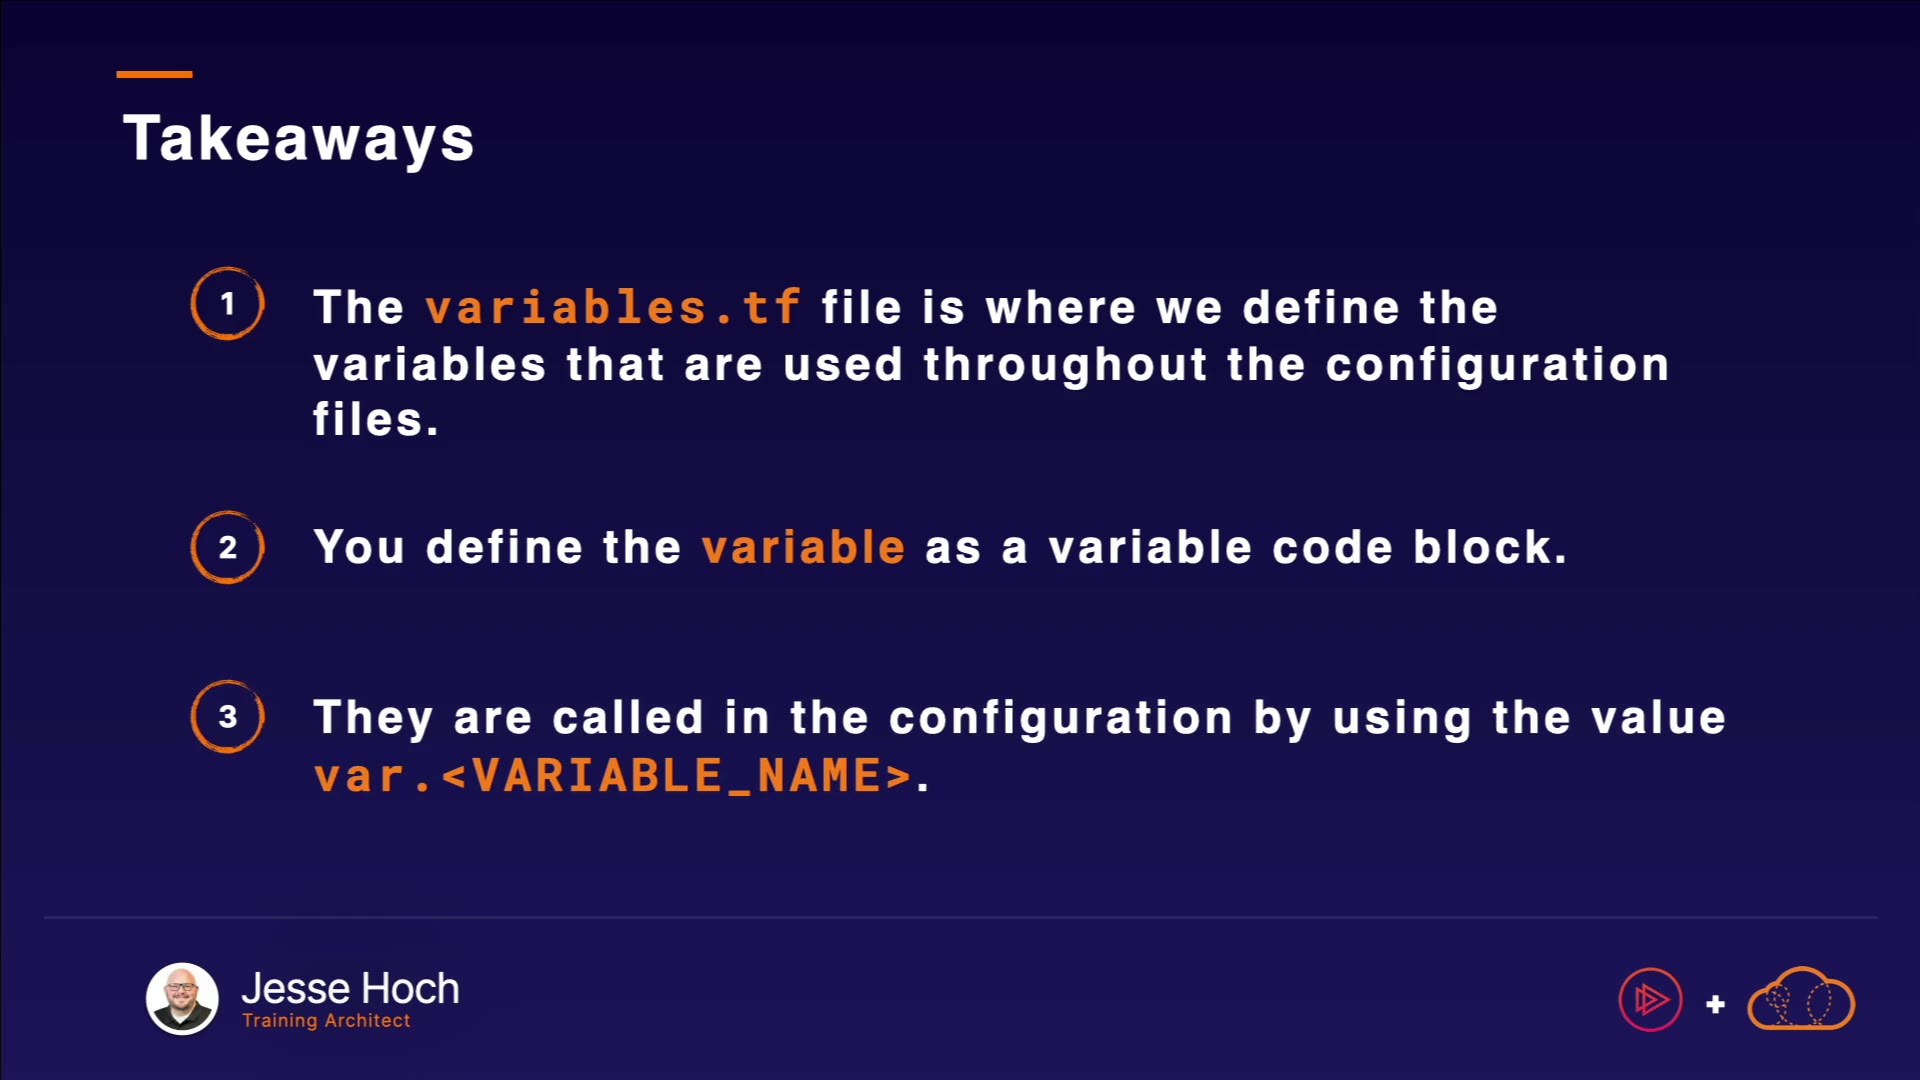 Takeaways
1
The variables.tf file is where we define the
variables that are used throughout the configuration
files.
2
You define the variable as a variable code block.
3
They are called in the configuration by using the value
var.<VARIABLE_NAME>.
Jesse Hoch
Training Architect
+